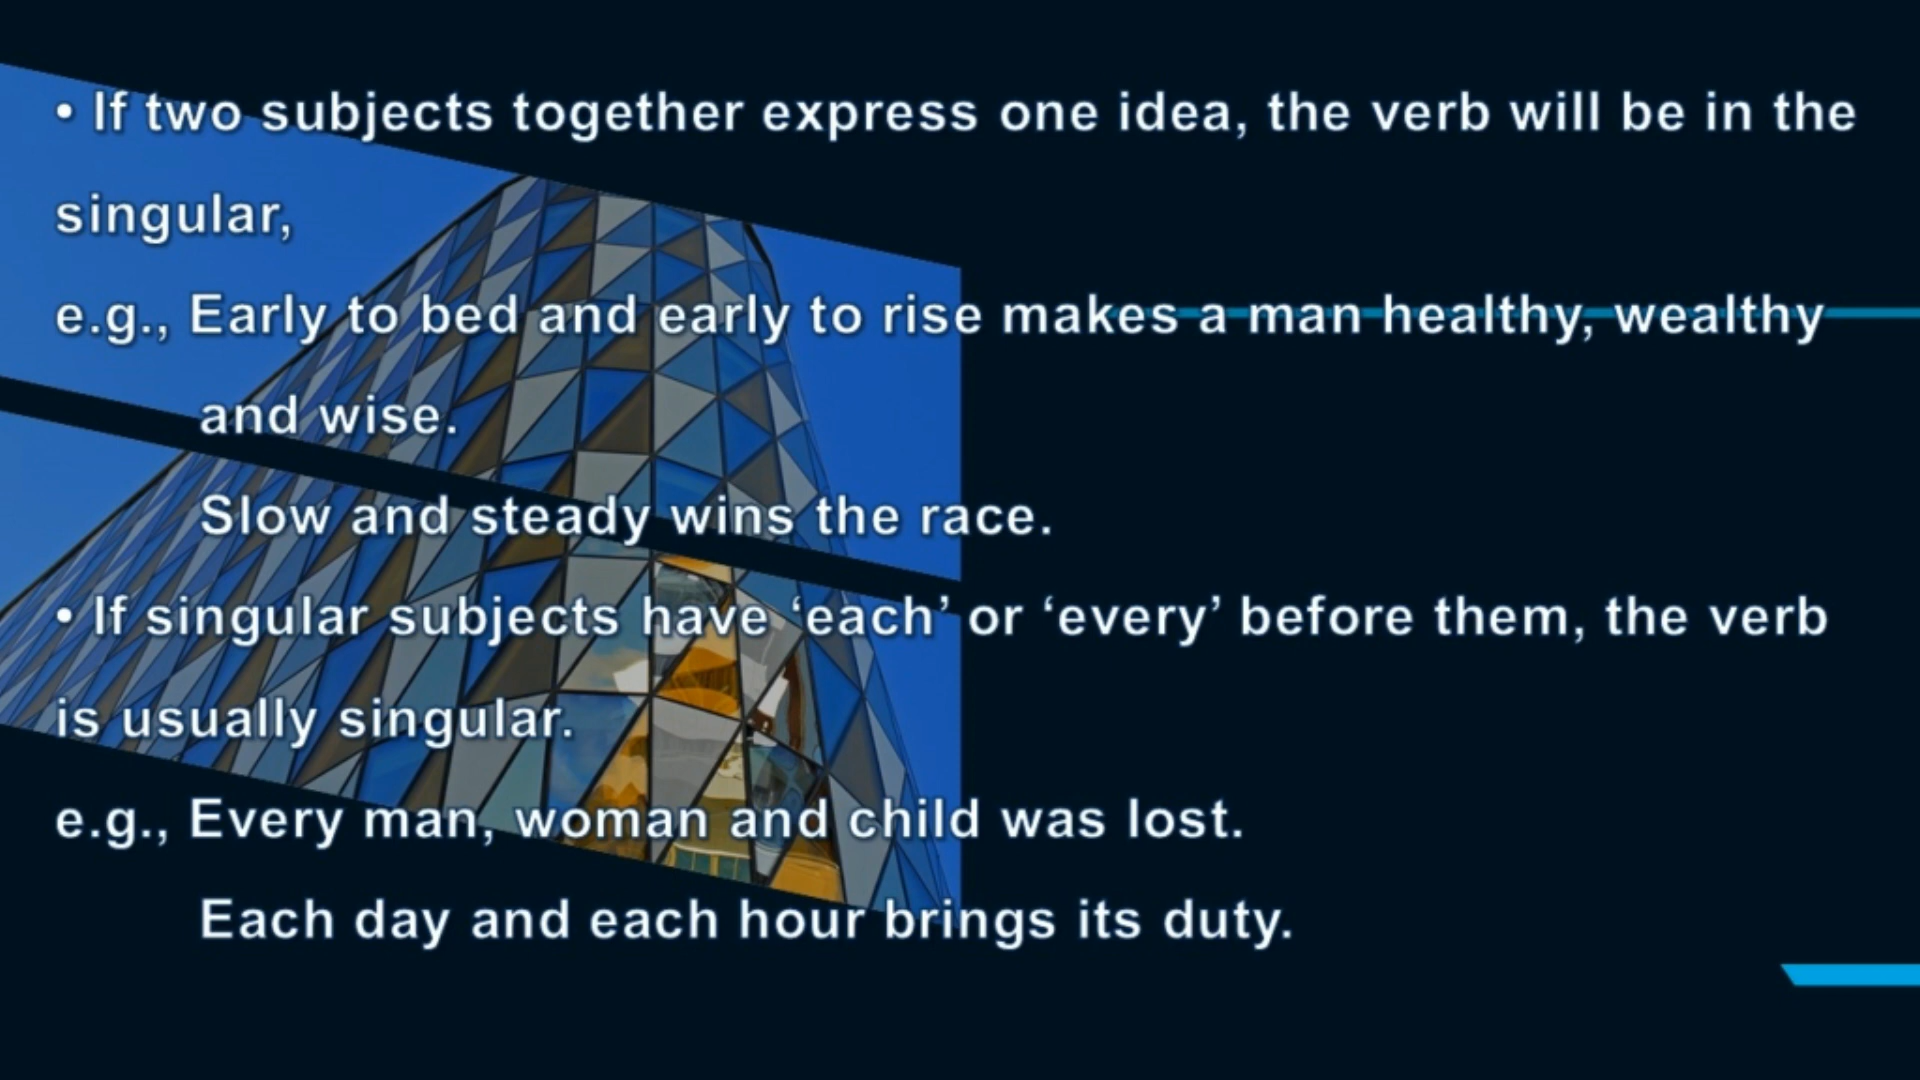 • If two subjects together express one idea, the verb will be in the
singular,
e.g., Early to bed and early to rise makes a man healthy, wealthy
and wise.
Slow and steady wins the race.
• If singular subjects have ‘each’ or ‘every’ before them, the verb
is usually singular.
e.g., Every man, woman and child was lost.
Each day and each hour brings its duty.